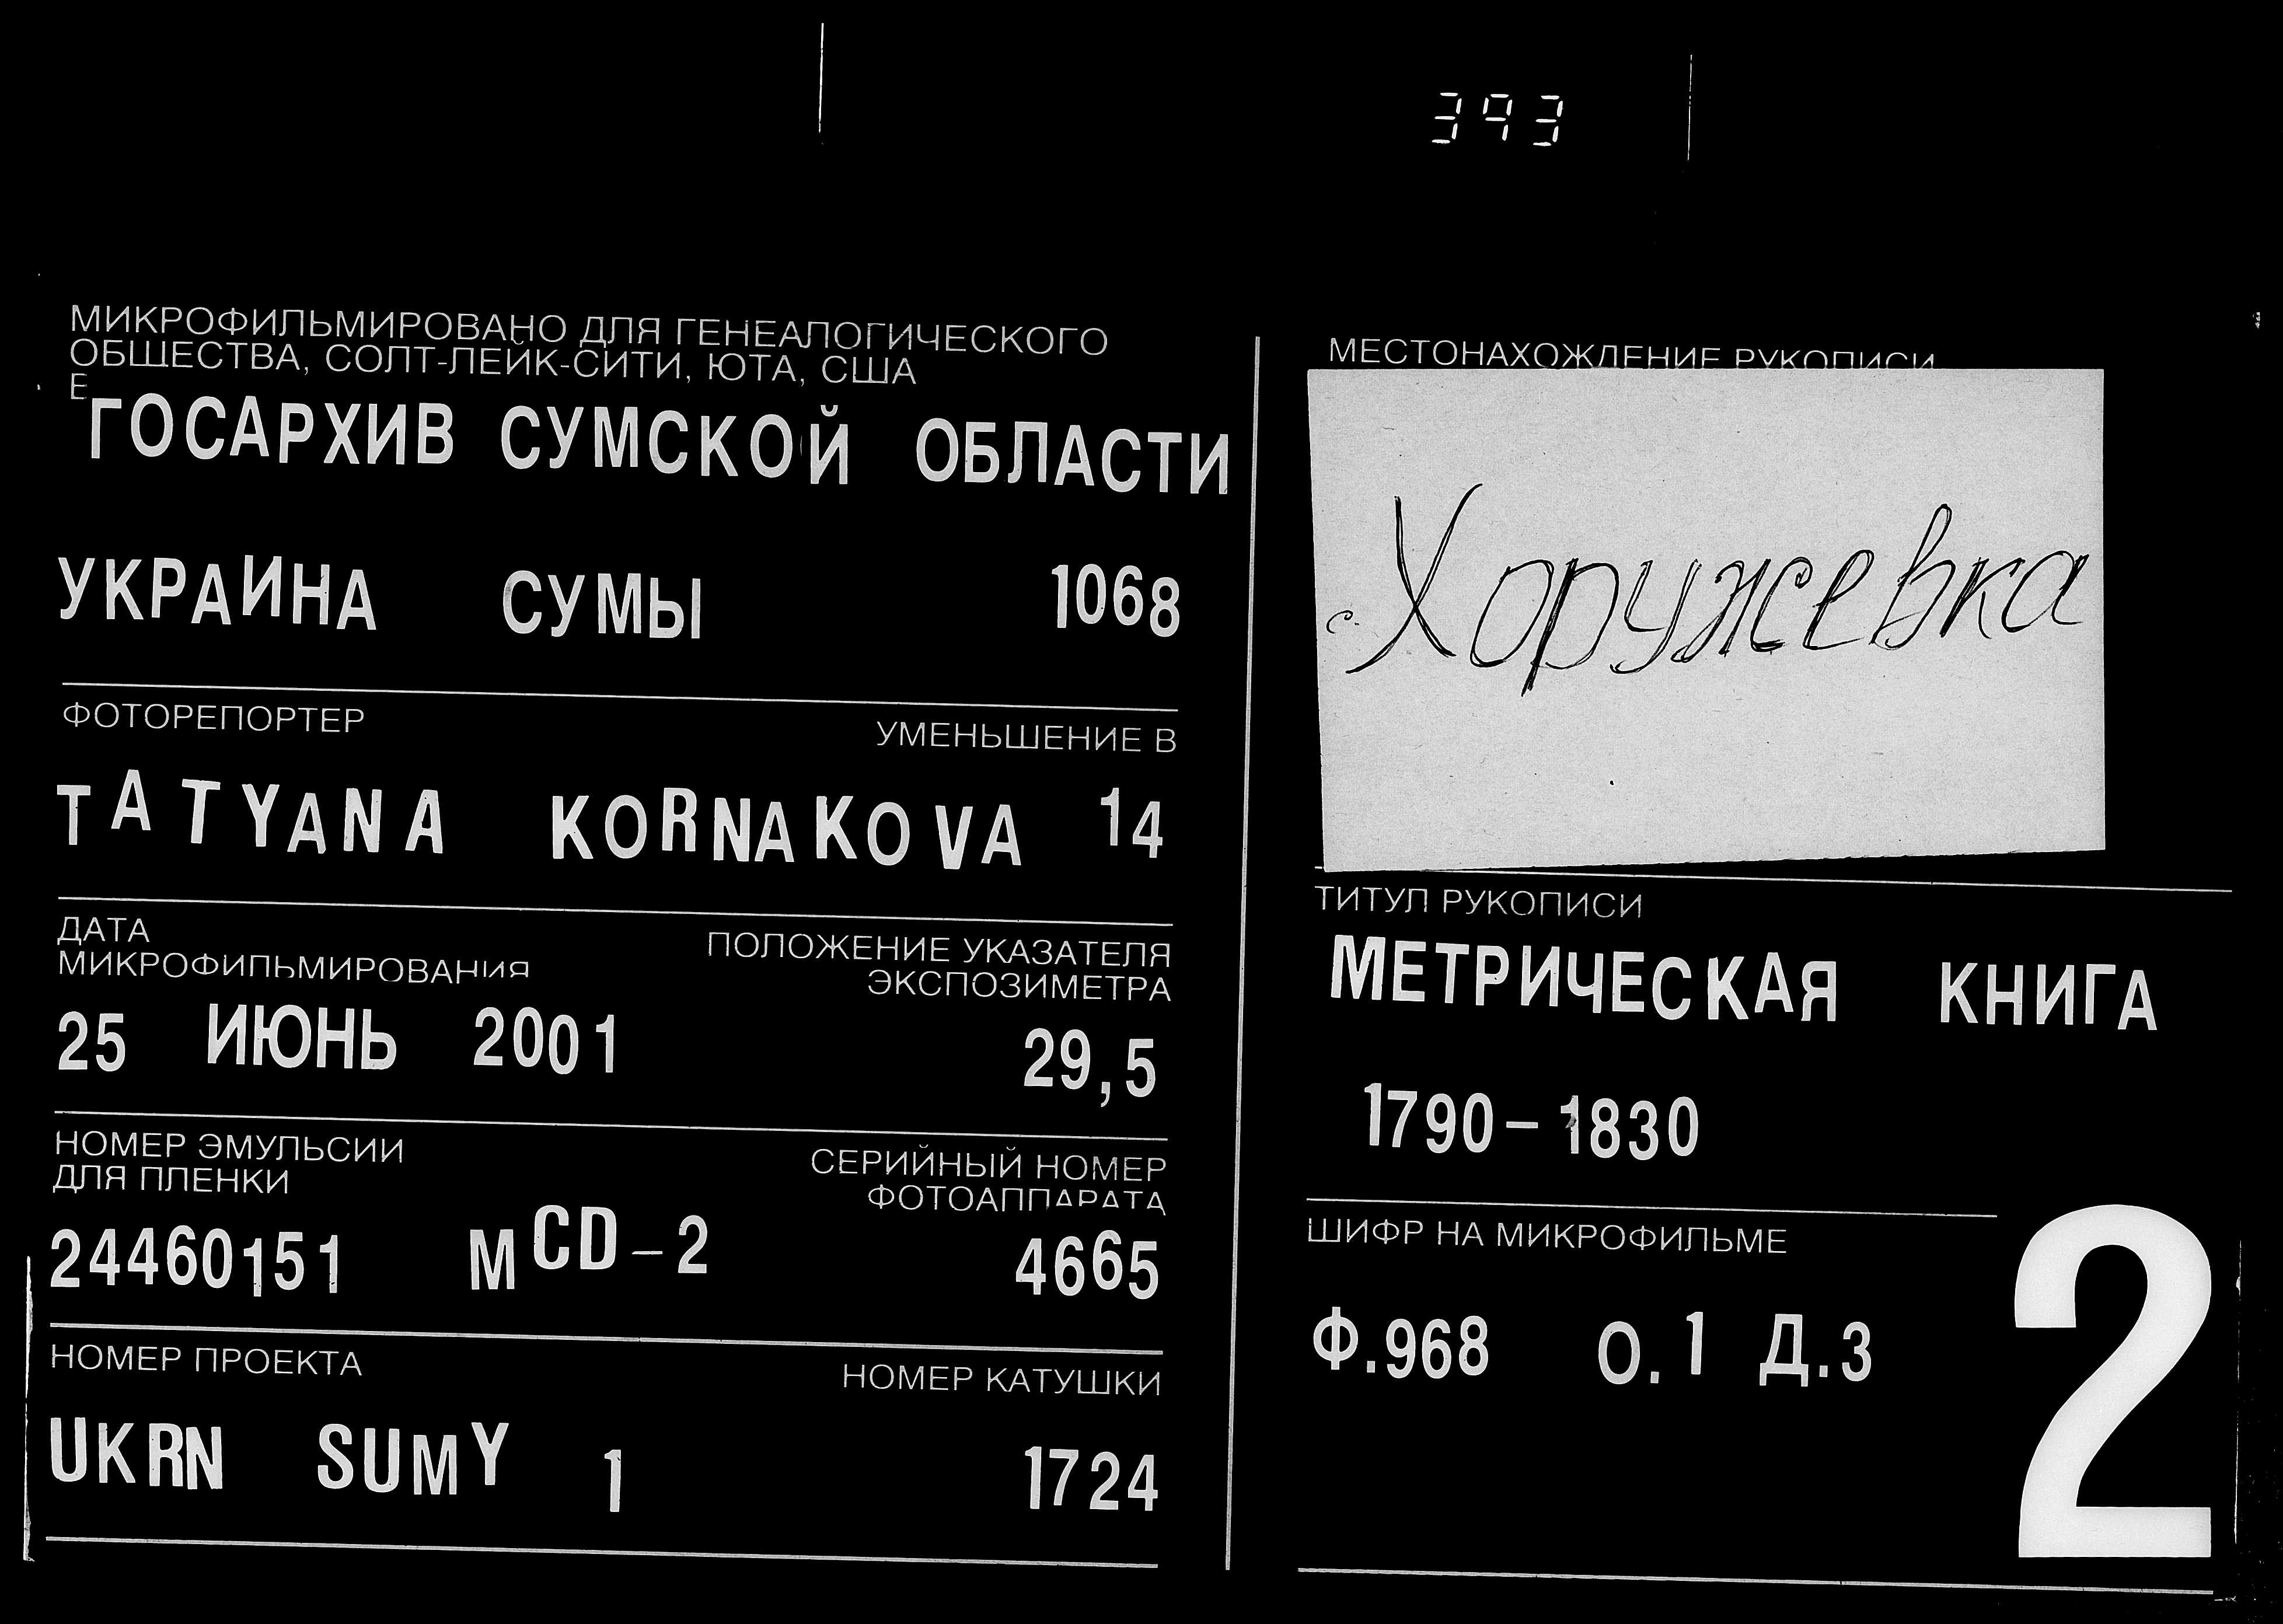 393
МИКРОФИЛЬМИРОВАНО ДЛЯ ГЕНЕАЛОГИЧЕСКОГО
ОБЩЕСТВА, СОЛТ-ЛЕЙК-СИТИ, ЮТА, США
Е
ГОСАРХИВ СУМСКОЙ ОБЛАСТИ
УКРАИНА СУМЫ 1068
ФОТОРЕПОРТЕР УМЕНЬШЕНИЕ В
TATYANA KORNAKOVA 14
ДАТА
МИКРОФИЛЬМИРОВАНИЯ
ПОЛОЖЕНИЕ УКАЗАТЕЛЯ
ЭКСПОЗИМЕТРА
25 ИЮНЬ 2001 29,5
НОМЕР ЭМУЛЬСИИ
ДЛЯ ПЛЕНКИ
СЕРИЙНЫЙ НОМЕР
ФОТОАППАРАТА
24460151 MCD-2 4665
НОМЕР ПРОЕКТА НОМЕР КАТУШКИ
UKRN SUMY 1 1724
МЕСТОНАХОЖДЕНИЕ РУКОПИСИ
с. Хоружевка
ТИТУЛ РУКОПИСИ
МЕТРИЧЕСКАЯ КНИГА
1790-1830
ШИФР НА МИКРОФИЛЬМЕ
Ф.968 О.1 Д.3
2